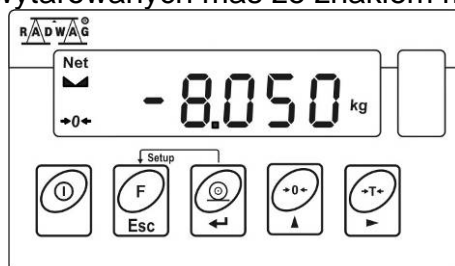 wytarowanych mas ze znakiem
RADWAG
Net
-8.050 kg
→0←
Setup
F
→0←
→T←
Esc